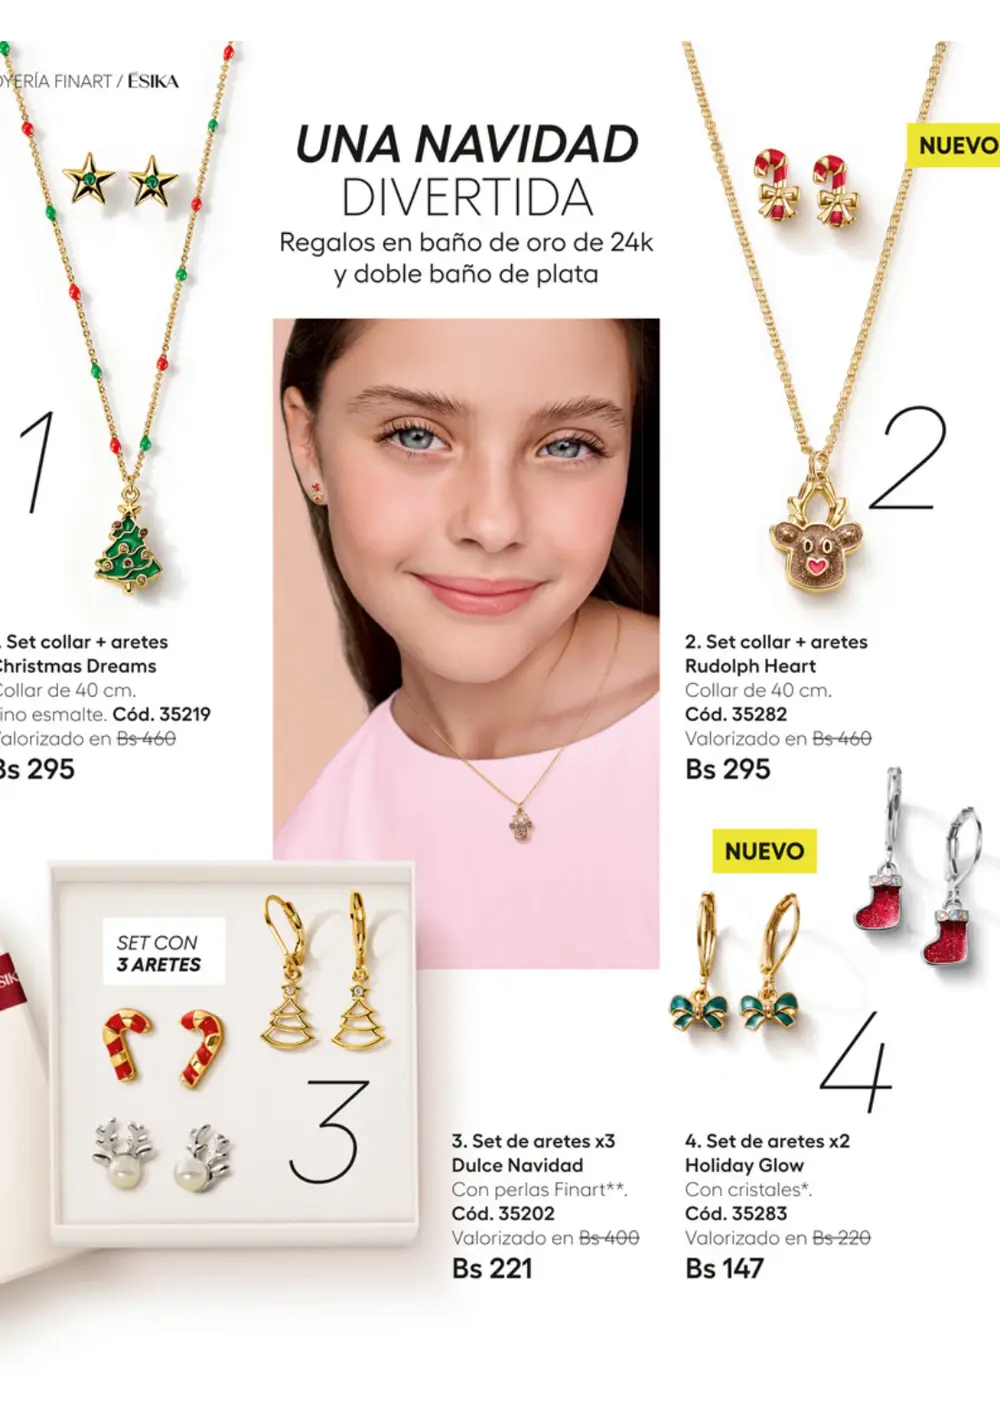 OYERÍA FINART / ÉSIKA
UNA NAVIDAD
DIVERTIDA
Regalos en baño de oro de 24k
y doble baño de plata
NUEVO
1
2
. Set collar + aretes
Christmas Dreams
Collar de 40 cm.
ino esmalte. Cód. 35219
alorizado en Bs 460
Bs 295
2. Set collar + aretes
Rudolph Heart
Collar de 40 cm.
Cód. 35282
Valorizado en Bs 460
Bs 295
NUEVO
SET CON
3 ARETES
3
4
3. Set de aretes x3
Dulce Navidad
Con perlas Finart**.
Cód. 35202
Valorizado en Bs 400
Bs 221
4. Set de aretes x2
Holiday Glow
Con cristales*.
Cód. 35283
Valorizado en Bs 220
Bs 147